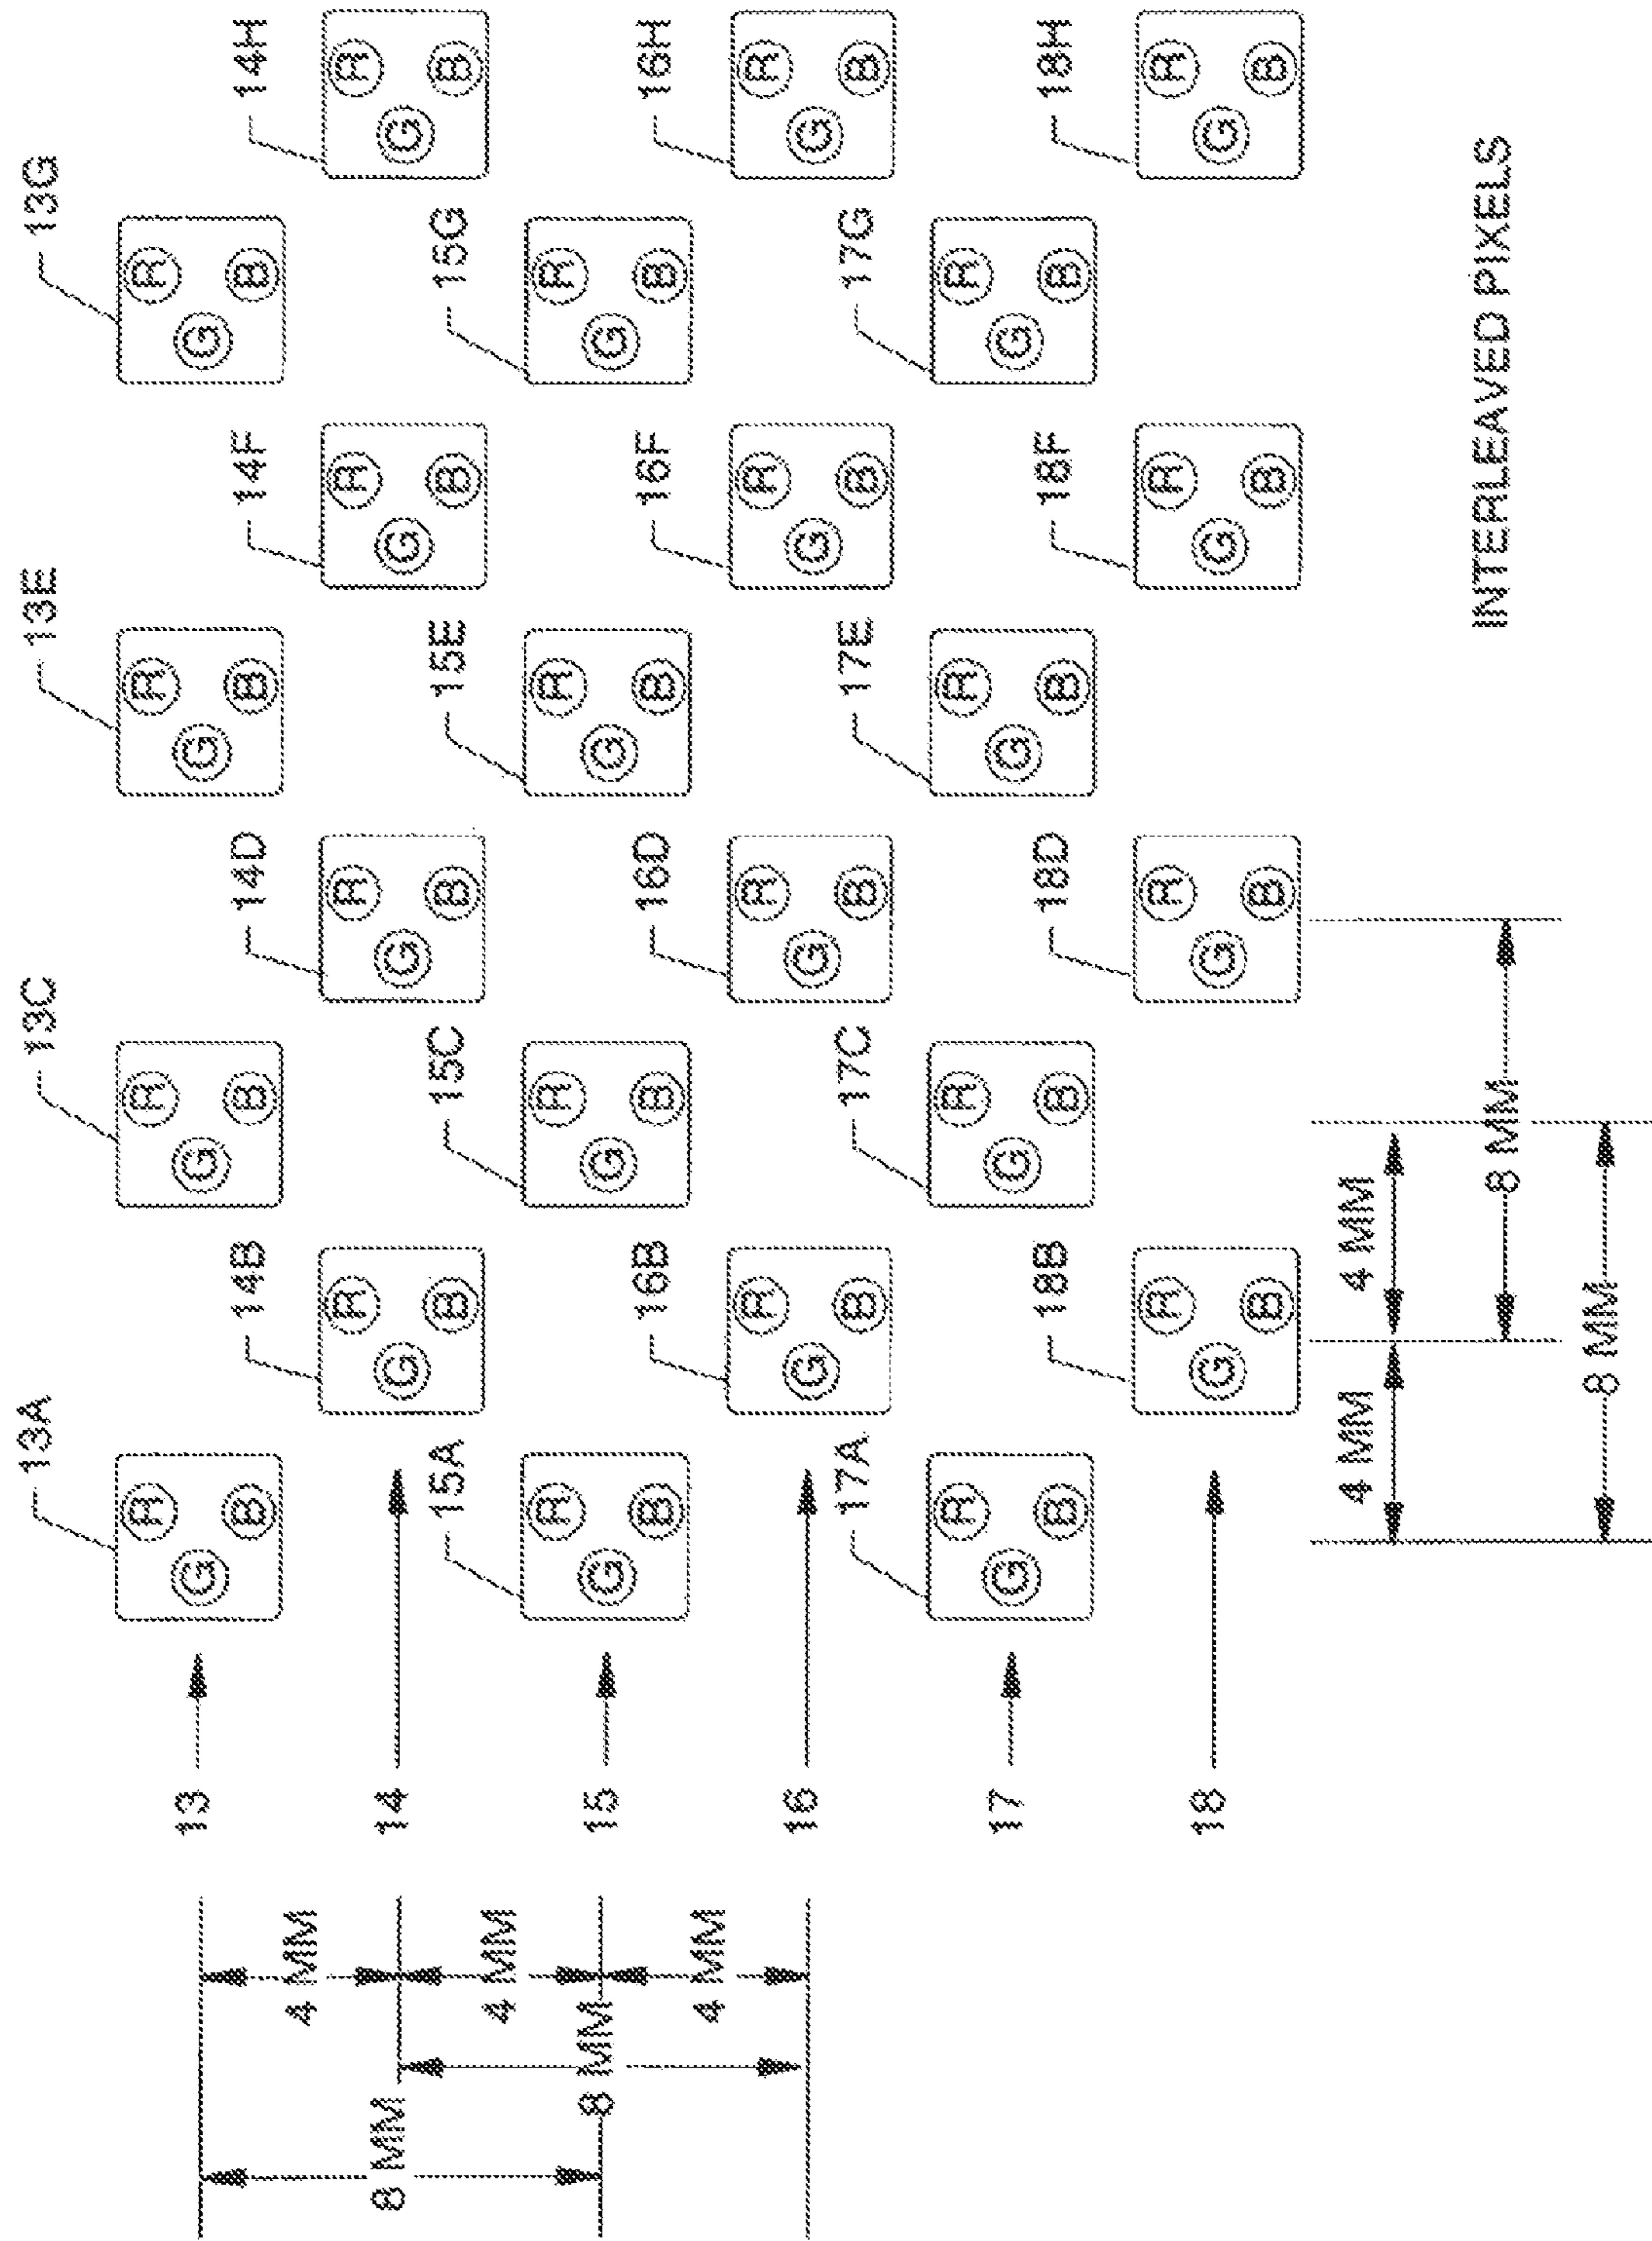 13A 13C 13E 13G
R R R R
13 G G G G
B B B B
14B 14D 14F 14H
4 MM
R R R R
8 MM 14 G G G G
B B B B
15A 15C 15E 15G
4 MM
R R R R
8 MM 15 G G G G
B B B B
16B 16D 16F 16H
4 MM
R R R R
16 G G G G
B B B B
17A 17C 17E 17G
R R R R
17 G G G G
B B B B
18B 18D 18F 18H
R R R R
18 G G G G
B B B B
4 MM 4 MM
8 MM
INTERLEAVED PIXELS
8 MM